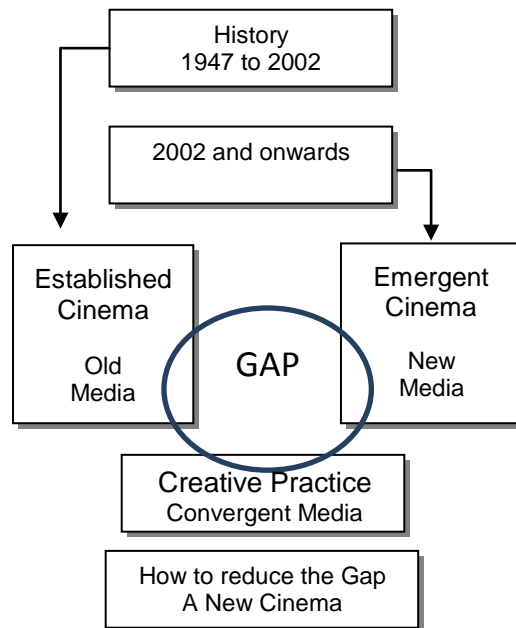 History
1947 to 2002
2002 and onwards
Established
Cinema
Old
Media
GAP
Emergent
Cinema
New
Media
Creative Practice
Convergent Media
How to reduce the Gap
A New Cinema